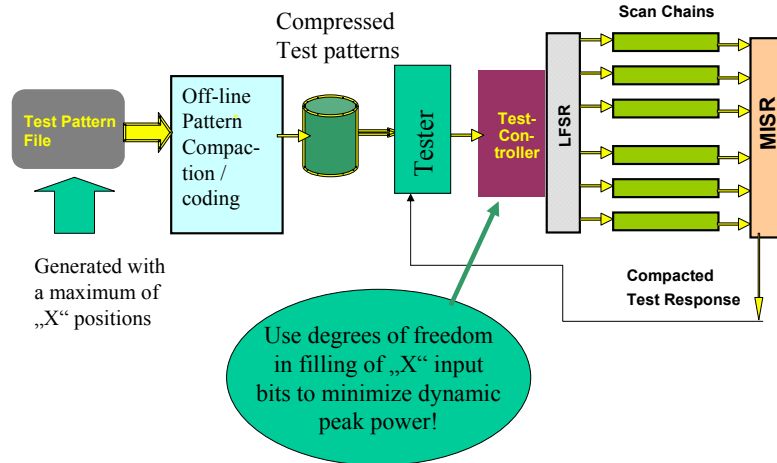 Scan Chains
Compressed
Test patterns
Test Pattern
File
Off-line
Pattern
Compac-
tion /
coding
Tester
Test-
Con-
troller
LFSR
MISR
Generated with
a maximum of
„X“ positions
Compacted
Test Response
Use degrees of freedom
in filling of „X“ input
bits to minimize dynamic
peak power!